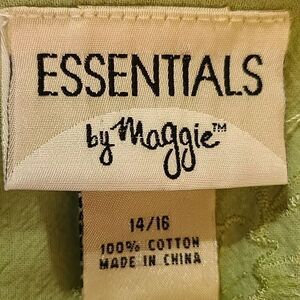 ESSENTIALS
by Maggie™
14/16
100% COTTON
MADE IN CHINA